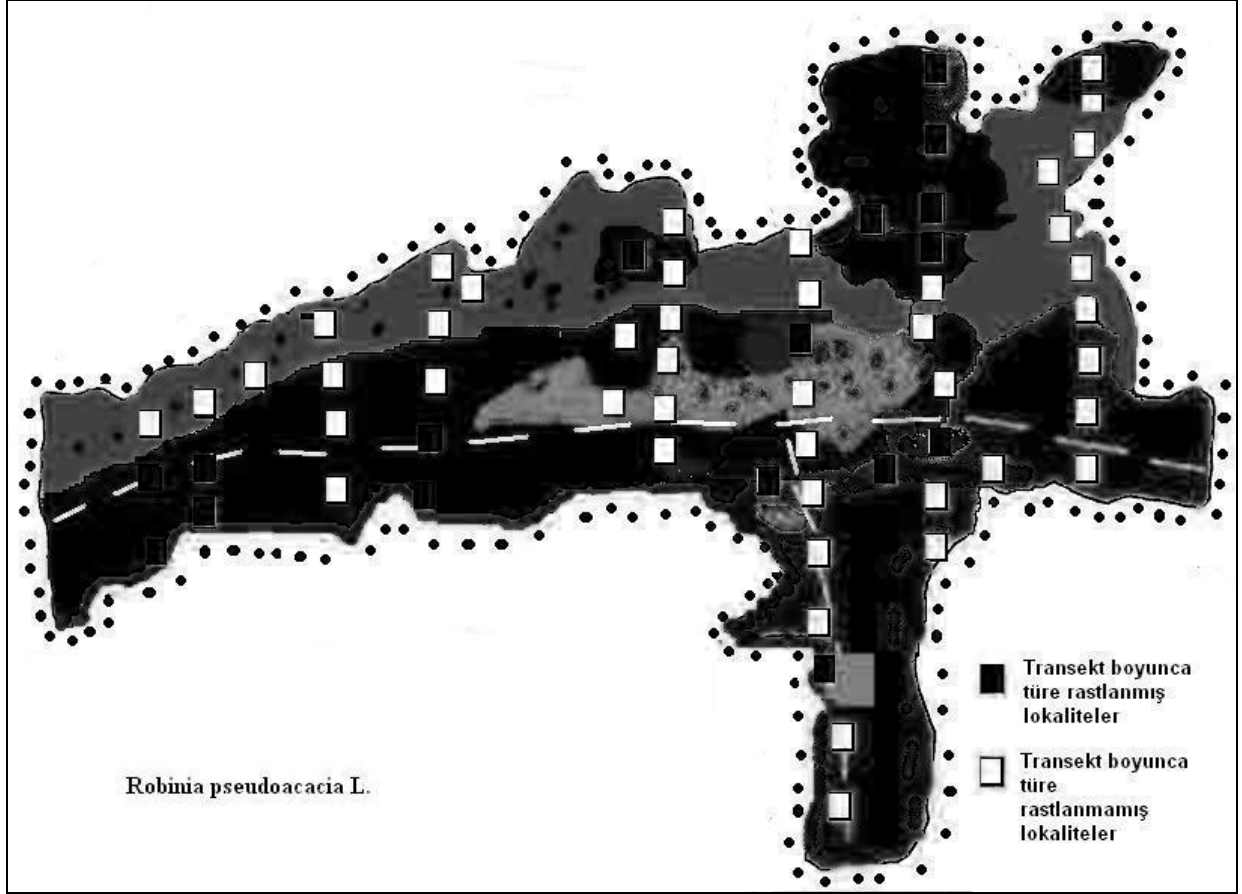 Transekt boyunca
türe rastlanmış
lokaliteler
Transekt boyunca
türe
rastlanmamış
lokaliteler
Robinia pseudoacacia L.